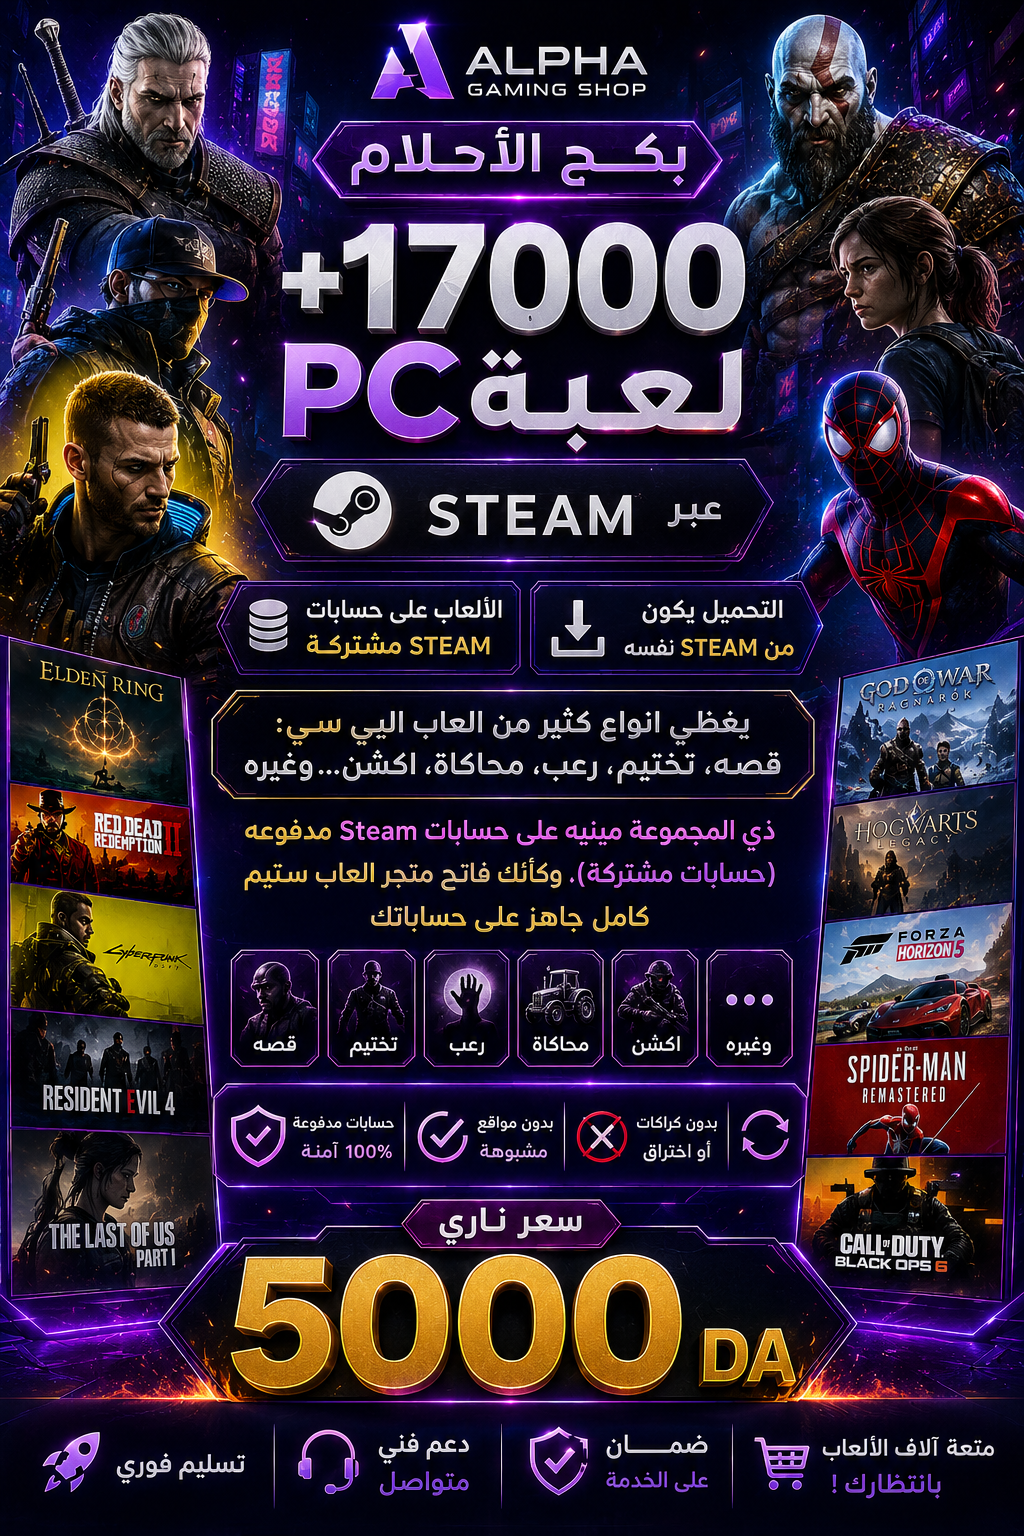 ALPHA
GAMING SHOP
بكج الأحلام
+17000
لعبة PC
عبر STEAM
التحميل يكون
من STEAM نفسه
الألعاب على حسابات
STEAM مشتركة
يغظي انواع كثير من العاب اليي سي:
قصه، تختيم، رعب، محاكاة، اكشن... وغيره
ذي المجموعة مبنيه على حسابات Steam مدفوعه
(حسابات مشتركة)، وكأنك فاتح متجر العاب ستيم
كامل جاهز على حساباتك
قصه
تختيم
رعب
محاكاة
اكشن
وغيره
بدون كراكات
أو اختراق
بدون مواقع
مشبوهة
حسابات مدفوعة
100% آمنة
ELDEN RING
RED DEAD
REDEMPTION II
CYBERPUNK
RESIDENT EVIL 4
THE LAST OF US
PART I
GOD OF WAR
RAGNARÖK
HOGWARTS
LEGACY
FORZA
HORIZON 5
SPIDER-MAN
REMASTERED
CALL OF DUTY
BLACK OPS 6
سعر ناري
5000 DA
متعة آلاف الألعاب
بانتظارك !
ضمـــان
على الخدمة
دعم فني
متواصل
تسليم فوري